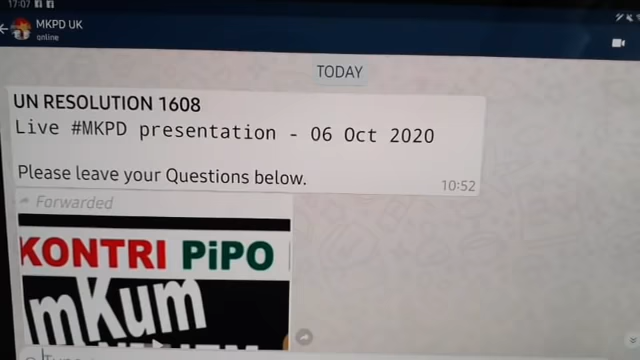 17:07
MKPD UK
online
TODAY
UN RESOLUTION 1608
Live #MKPD presentation - 06 Oct 2020
Please leave your Questions below.
10:52
Forwarded
KONTRI PiPO
mKum